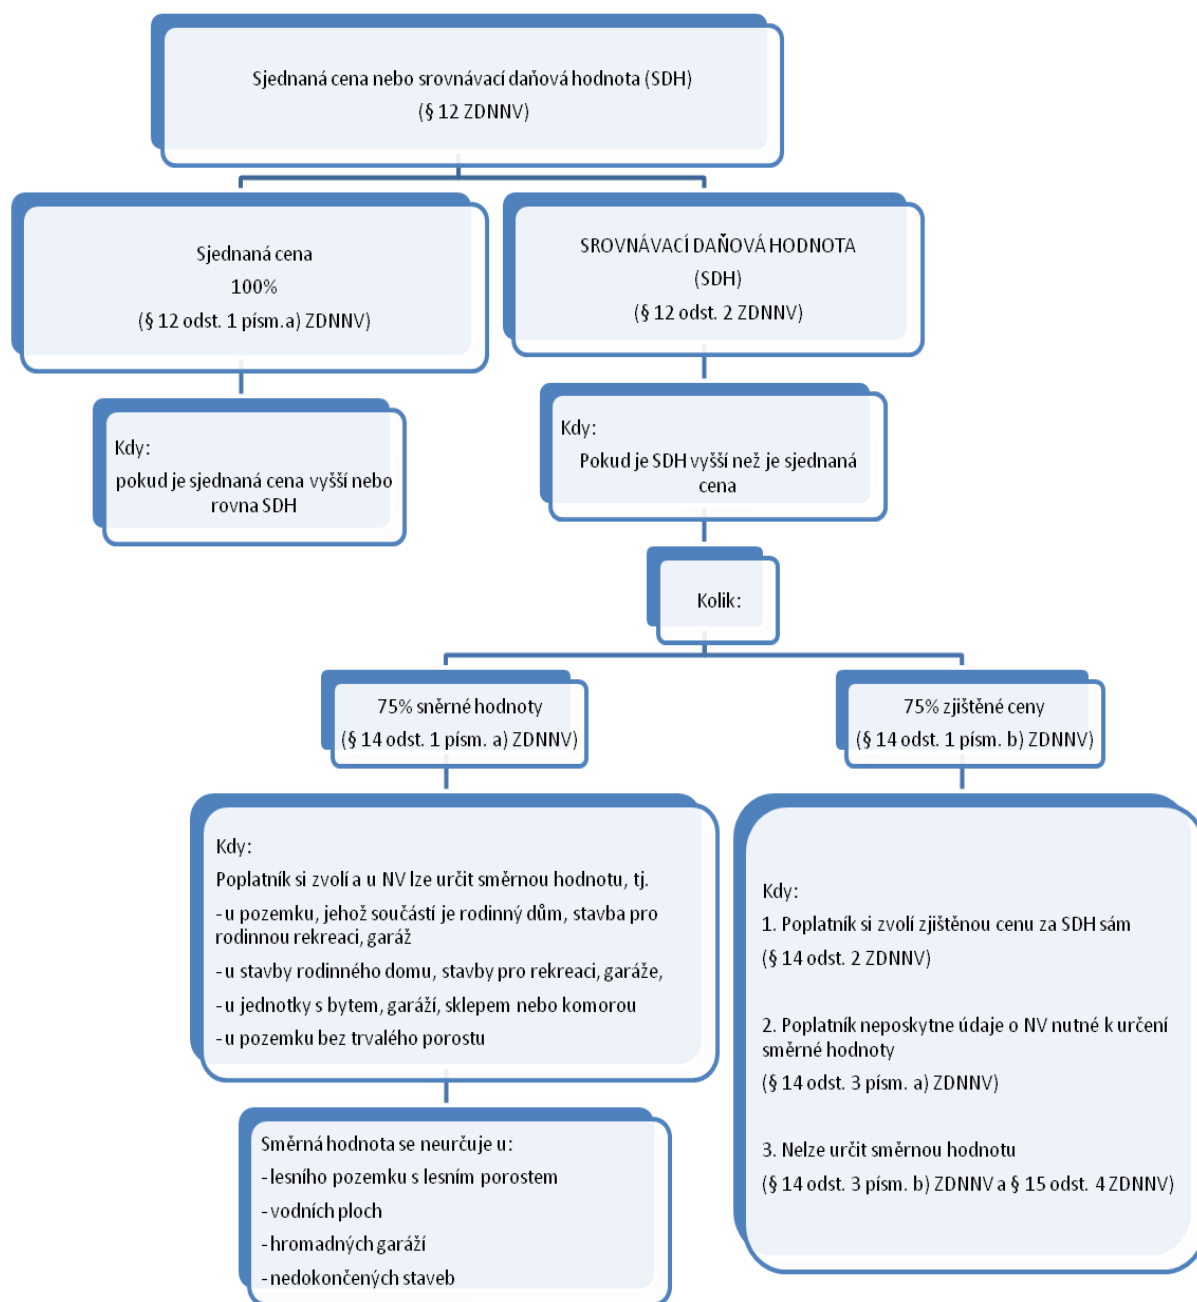 Sjednaná cena nebo srovnávací daňová hodnota (SDH)
(§ 12 ZDNNV)
Sjednaná cena
100%
(§ 12 odst. 1 písm.a) ZDNNV)
SROVNÁVACÍ DAŇOVÁ HODNOTA
(SDH)
(§ 12 odst. 2 ZDNNV)
Kdy:
pokud je sjednaná cena vyšší nebo
rovna SDH
Kdy:
Pokud je SDH vyšší než je sjednaná
cena
Kolik:
75% sněrné hodnoty
(§ 14 odst. 1 písm. a) ZDNNV)
75% zjištěné ceny
(§ 14 odst. 1 písm. b) ZDNNV)
Kdy:
Poplatník si zvolí a u NV lze určit směrnou hodnotu, tj.
- u pozemku, jehož součástí je rodinný dům, stavba pro
rodinnou rekreaci, garáž
- u stavby rodinného domu, stavby pro rekreaci, garáže,
- u jednotky s bytem, garáží, sklepem nebo komorou
- u pozemku bez trvalého porostu
Kdy:
1. Poplatník si zvolí zjištěnou cenu za SDH sám
(§ 14 odst. 2 ZDNNV)
2. Poplatník neposkytne údaje o NV nutné k určení
směrné hodnoty
(§ 14 odst. 3 písm. a) ZDNNV)
3. Nelze určit směrnou hodnotu
(§ 14 odst. 3 písm. b) ZDNNV a § 15 odst. 4 ZDNNV)
Směrná hodnota se neurčuje u:
- lesního pozemku s lesním porostem
- vodních ploch
- hromadných garáží
- nedokončených staveb